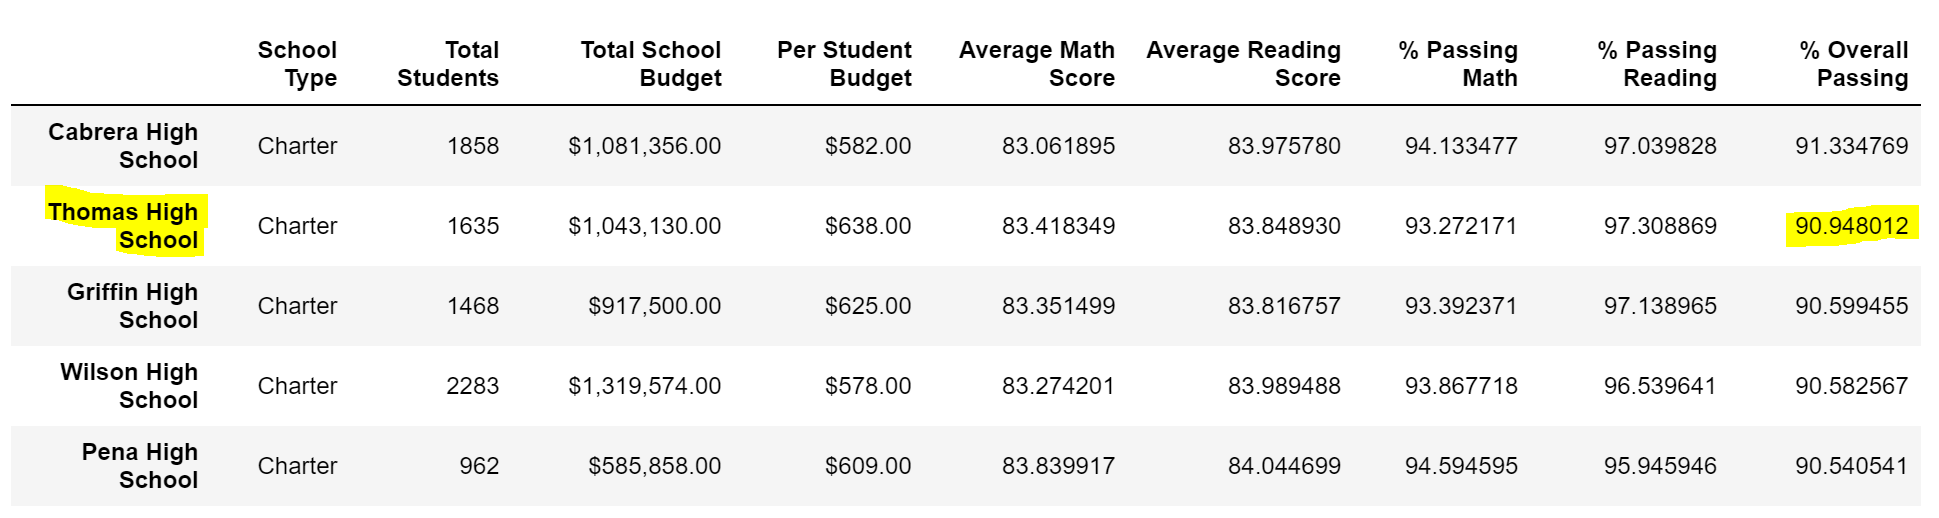 School Type Total Students Total School Budget Per Student Budget Average Math Score Average Reading Score % Passing Math % Passing Reading % Overall Passing
Cabrera High School Charter 1858 $1,081,356.00 $582.00 83.061895 83.975780 94.133477 97.039828 91.334769
Thomas High School Charter 1635 $1,043,130.00 $638.00 83.418349 83.848930 93.272171 97.308869 90.948012
Griffin High School Charter 1468 $917,500.00 $625.00 83.351499 83.816757 93.392371 97.138965 90.599455
Wilson High School Charter 2283 $1,319,574.00 $578.00 83.274201 83.989488 93.867718 96.539641 90.582567
Pena High School Charter 962 $585,858.00 $609.00 83.839917 84.044699 94.594595 95.945946 90.540541